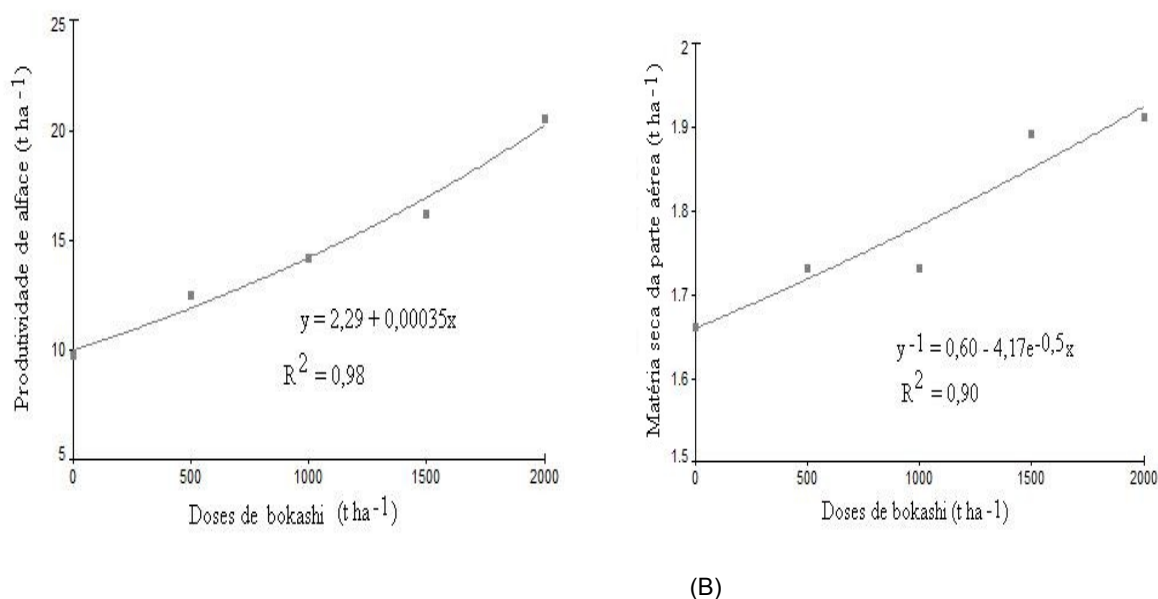 Produtividade de alface (t ha -1)
25
20
15
10
5
y = 2,29 + 0,00035x
R2 = 0,98
0 500 1000 1500 2000
Doses de bokashi (t ha -1)
Matéria seca da parte aérea (t ha -1)
2
1.9
1.8
1.7
1.6
1.5
y -1 = 0,60 - 4,17e-0,5x
R2 = 0,90
0 500 1000 1500 2000
Doses de bokashi (t ha -1)
(B)